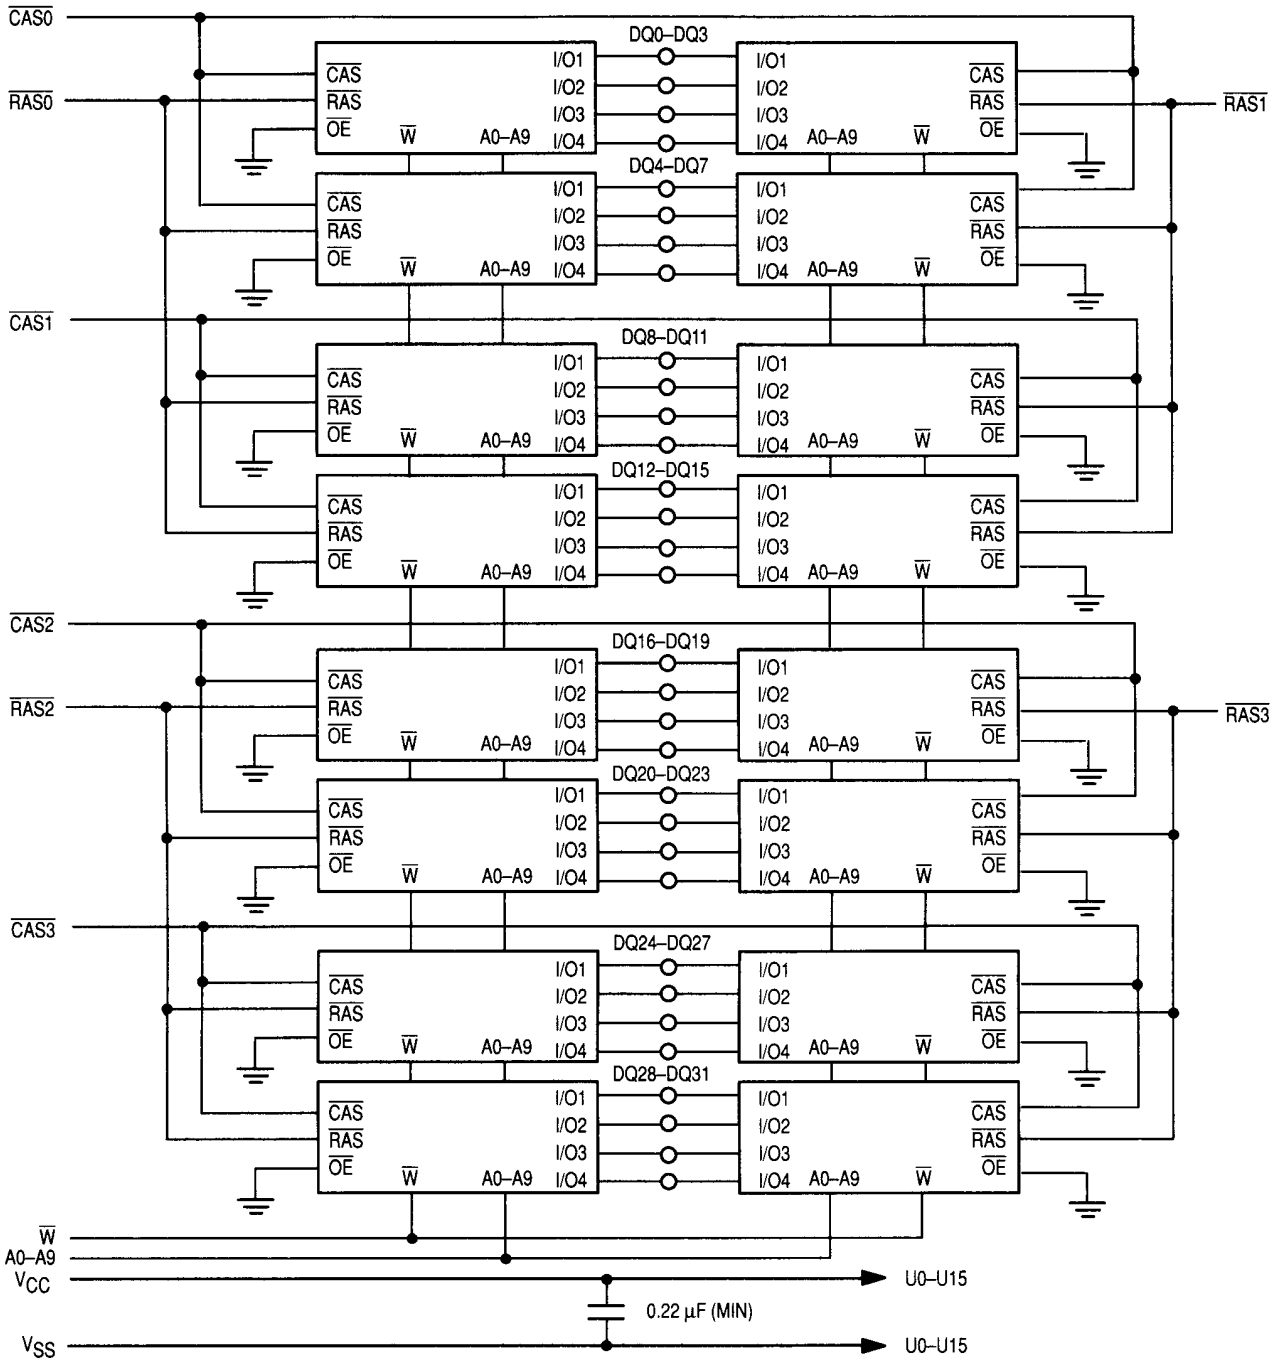 CAS0
DQ0–DQ3
I/O1 I/O1
CAS I/O2 I/O2 CAS
RAS0 RAS I/O3 I/O3 RAS RAS1
OE W A0–A9 I/O4 I/O4 A0–A9 W OE
DQ4–DQ7
I/O1 I/O1
CAS I/O2 I/O2 CAS
RAS I/O3 I/O3 RAS
OE W A0–A9 I/O4 I/O4 A0–A9 W OE
CAS1
DQ8–DQ11
I/O1 I/O1
CAS I/O2 I/O2 CAS
RAS I/O3 I/O3 RAS
OE W A0–A9 I/O4 I/O4 A0–A9 W OE
DQ12–DQ15
I/O1 I/O1
CAS I/O2 I/O2 CAS
RAS I/O3 I/O3 RAS
OE W A0–A9 I/O4 I/O4 A0–A9 W OE
CAS2
DQ16–DQ19
I/O1 I/O1
CAS I/O2 I/O2 CAS
RAS2 RAS I/O3 I/O3 RAS RAS3
OE W A0–A9 I/O4 I/O4 A0–A9 W OE
DQ20–DQ23
I/O1 I/O1
CAS I/O2 I/O2 CAS
RAS I/O3 I/O3 RAS
OE W A0–A9 I/O4 I/O4 A0–A9 W OE
CAS3
DQ24–DQ27
I/O1 I/O1
CAS I/O2 I/O2 CAS
RAS I/O3 I/O3 RAS
OE W A0–A9 I/O4 I/O4 A0–A9 W OE
DQ28–DQ31
I/O1 I/O1
CAS I/O2 I/O2 CAS
RAS I/O3 I/O3 RAS
OE W A0–A9 I/O4 I/O4 A0–A9 W OE
W
A0–A9
VCC U0–U15
0.22 µF (MIN)
VSS U0–U15